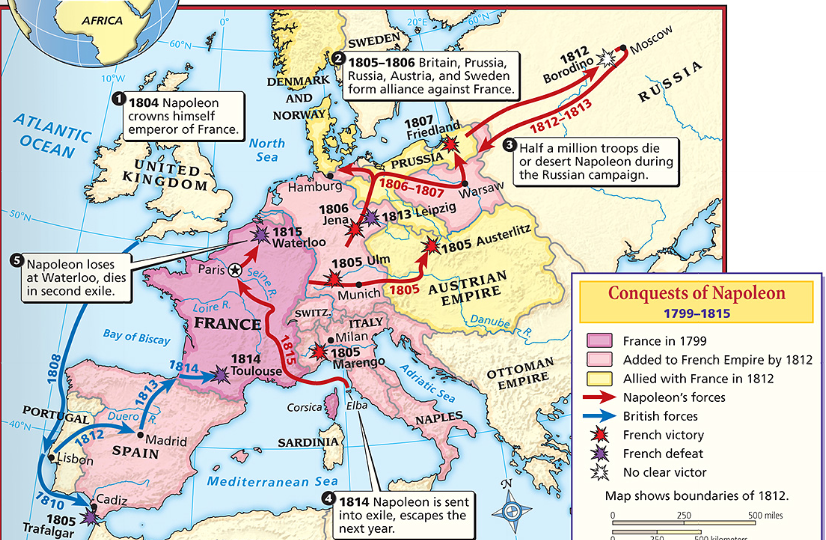 AFRICA
0°
20°E
40°E
60°N
10°W
SWEDEN
2 1805–1806 Britain, Prussia,
Russia, Austria, and Sweden
form alliance against France.
1812
Borodino
Moscow
RUSSIA
DENMARK
AND
NORWAY
1 1804 Napoleon
crowns himself
emperor of France.
ATLANTIC
OCEAN
North
Sea
1807
Friedland
1812–1813
3 Half a million troops die
or desert Napoleon during
the Russian campaign.
PRUSSIA
UNITED
KINGDOM
Hamburg
1806–1807
Warsaw
50°N
1806
Jena
1813 Leipzig
1815
Waterloo
1805 Austerlitz
5 Napoleon loses
at Waterloo, dies
in second exile.
Paris
Seine R.
1805 Ulm
Munich
1805
AUSTRIAN
EMPIRE
Loire R.
FRANCE
SWITZ.
ITALY
Milan
Danube R.
Bay of Biscay
1815
1805
Marengo
OTTOMAN
EMPIRE
1808
1814
1814
Toulouse
1813
Adriatic Sea
Corsica
Elba
PORTUGAL
Duero R.
40°N
1812
Madrid
SPAIN
Lisbon
NAPLES
SARDINIA
Mediterranean Sea
1810
Cadiz
1805
Trafalgar
4 1814 Napoleon is sent
into exile, escapes the
next year.
N
S
Conquests of Napoleon
1799–1815
France in 1799
Added to French Empire by 1812
Allied with France in 1812
Napoleon's forces
British forces
French victory
French defeat
No clear victor
Map shows boundaries of 1812.
0 250 500 miles
0 250 500 kilometers